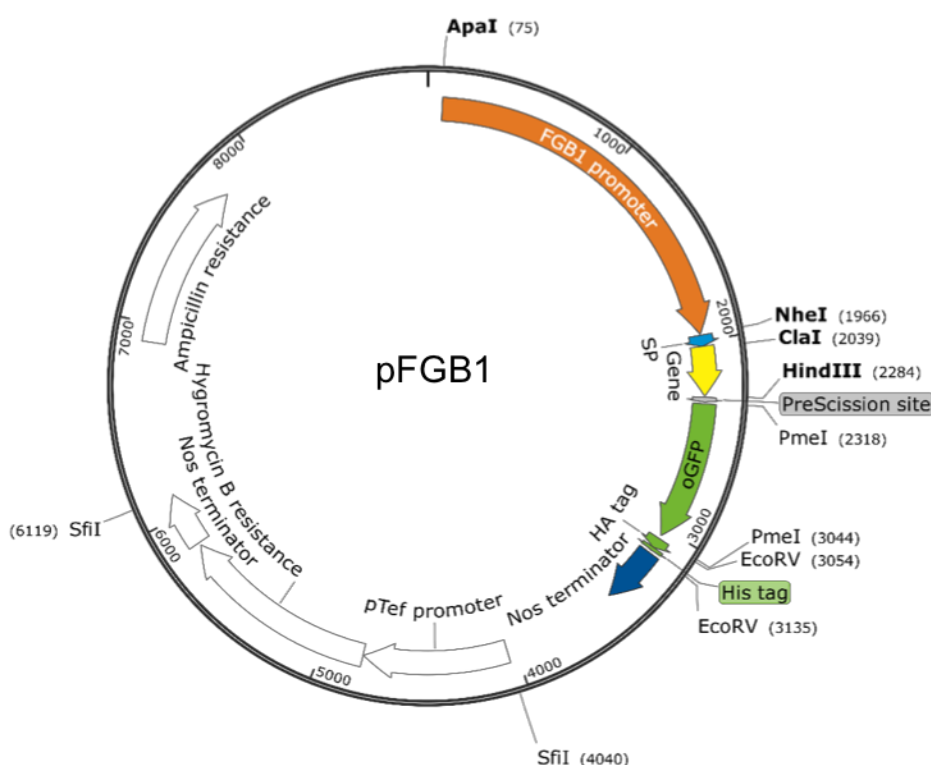 ApaI (75)
FGB1 promoter
1000
2000
NheI (1966)
ClaI (2039)
SP
Gene
HindIII (2284)
PreScission site
PmeI (2318)
oGFP
3000
HA tag
PmeI (3044)
EcoRV (3054)
His tag
EcoRV (3135)
Nos terminator
pTef promoter
4000
SfiI (4040)
5000
Hygromycin B resistance
Nos terminator
6000
(6119) SfiI
7000
Ampicillin resistance
8000
pFGB1